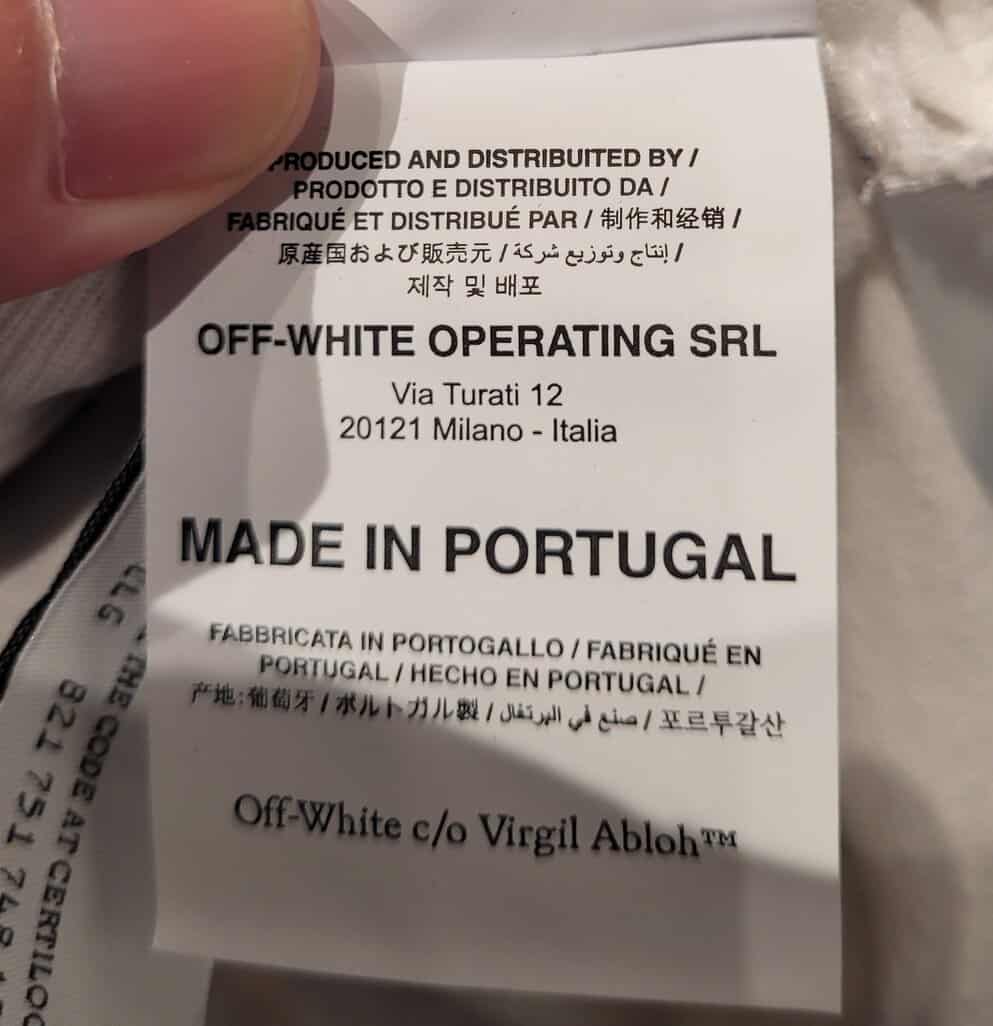 PRODUCED AND DISTRIBUITED BY /
PRODOTTO E DISTRIBUITO DA /
FABRIQUÉ ET DISTRIBUÉ PAR / 制作和经销 /
原産国および販売元 / إنتاج وتوزيع شركة /
제작 및 배포
OFF-WHITE OPERATING SRL
Via Turati 12
20121 Milano - Italia
MADE IN PORTUGAL
FABBRICATA IN PORTOGALLO / FABRIQUÉ EN
PORTUGAL / HECHO EN PORTUGAL /
产地:葡萄牙 / ポルトガル製 / صنع في البرتغال / 포르투갈산
Off-White c/o Virgil Abloh™
CLG
THE CODE AT CERTILOGO
821 751 748